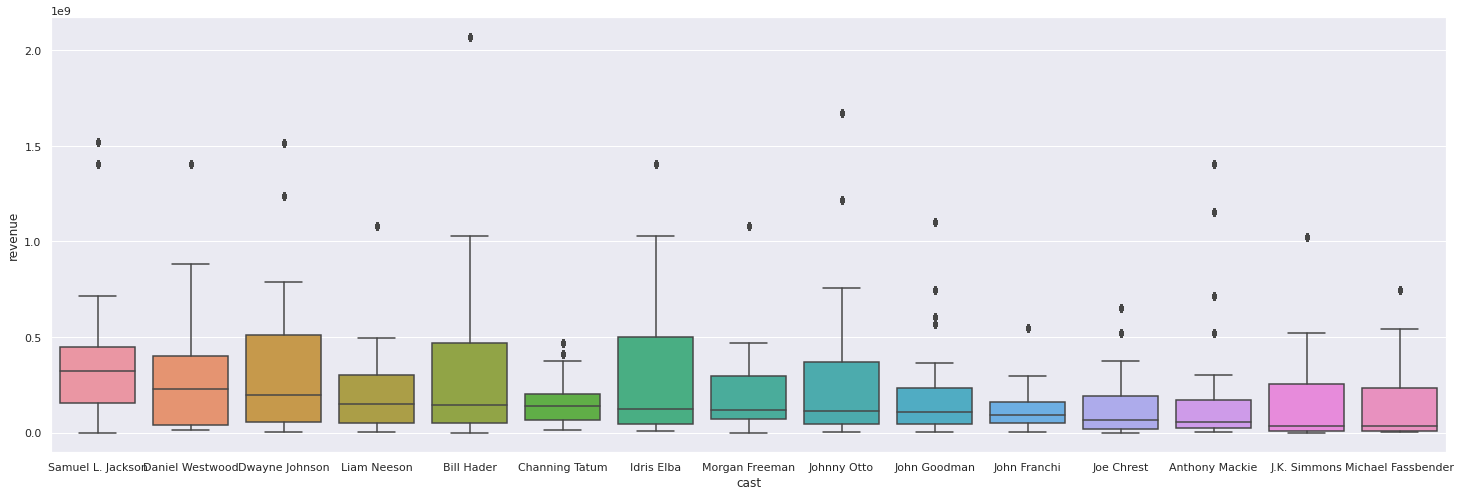 1e9
2.0
1.5
1.0
0.5
0.0
revenue
Samuel L. Jackson Daniel Westwood Dwayne Johnson Liam Neeson Bill Hader Channing Tatum Idris Elba Morgan Freeman Johnny Otto John Goodman John Franchi Joe Chrest Anthony Mackie J.K. Simmons Michael Fassbender
cast